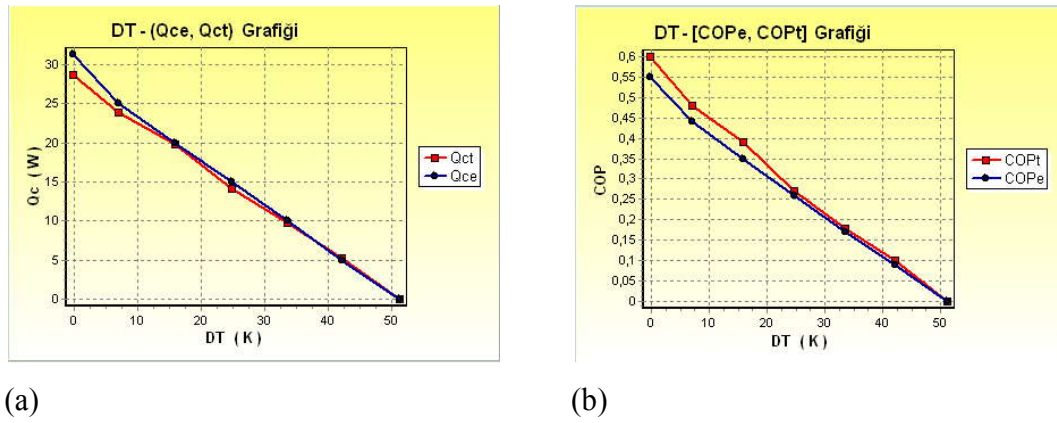 DT - (Qce, Qct) Grafiği
Qc (W)
30
25
20
15
10
5
0
0 10 20 30 40 50
DT (K)
Qct
Qce
(a)
DT - [COPe, COPt] Grafiği
COP
0,6
0,55
0,5
0,45
0,4
0,35
0,3
0,25
0,2
0,15
0,1
0,05
0
0 10 20 30 40 50
DT (K)
COPt
COPe
(b)